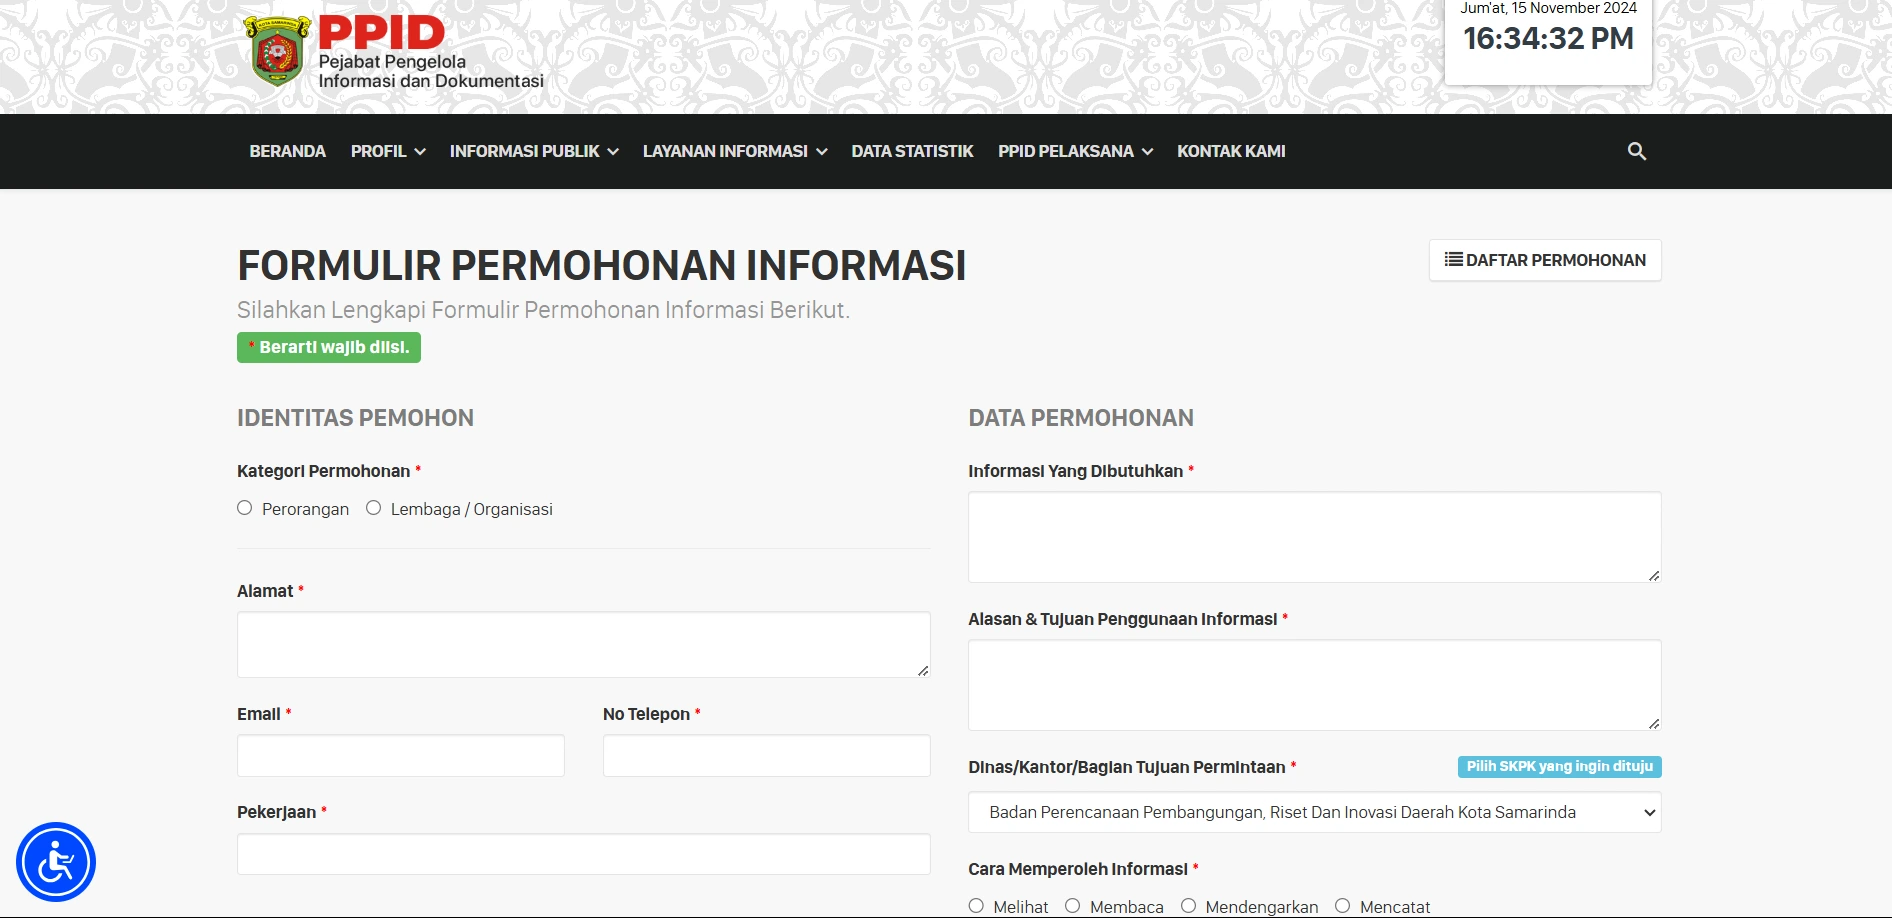 KOTA SAMARINDA
PPID
Pejabat Pengelola
Informasi dan Dokumentasi
Jum'at, 15 November 2024
16:34:32 PM
BERANDA PROFIL INFORMASI PUBLIK LAYANAN INFORMASI DATA STATISTIK PPID PELAKSANA KONTAK KAMI
FORMULIR PERMOHONAN INFORMASI
DAFTAR PERMOHONAN
Silahkan Lengkapi Formulir Permohonan Informasi Berikut.
* Berarti wajib diisi.
IDENTITAS PEMOHON
Kategori Permohonan *
Perorangan Lembaga / Organisasi
Alamat *
Email * No Telepon *
Pekerjaan *
DATA PERMOHONAN
Informasi Yang Dibutuhkan *
Alasan & Tujuan Penggunaan Informasi *
Dinas/Kantor/Bagian Tujuan Permintaan * Pilih SKPK yang ingin dituju
Badan Perencanaan Pembangungan, Riset Dan Inovasi Daerah Kota Samarinda
Cara Memperoleh Informasi *
Melihat Membaca Mendengarkan Mencatat